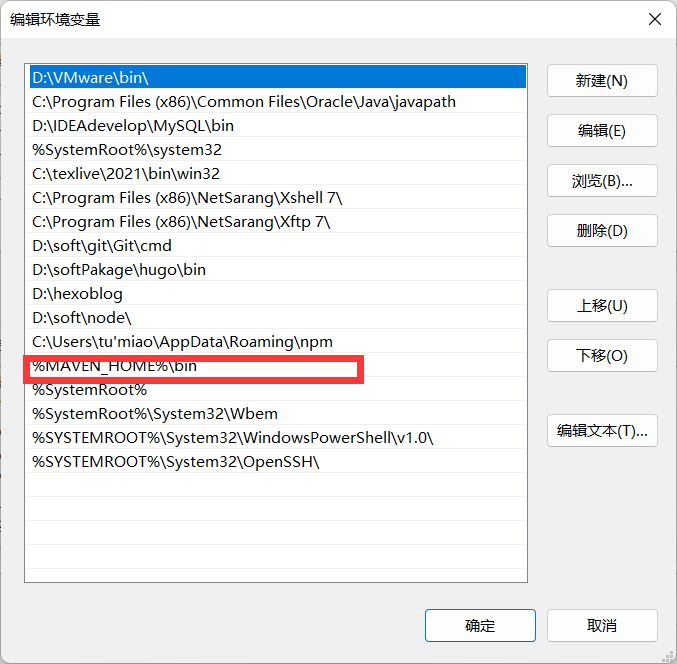 编辑环境变量
D:\VMware\bin\
C:\Program Files (x86)\Common Files\Oracle\Java\javapath
D:\IDEAdevelop\MySQL\bin
%SystemRoot%\system32
C:\texlive\2021\bin\win32
C:\Program Files (x86)\NetSarang\Xshell 7\
C:\Program Files (x86)\NetSarang\Xftp 7\
D:\soft\git\Git\cmd
D:\softPakage\hugo\bin
D:\hexoblog
D:\soft\node\
C:\Users\tu'miao\AppData\Roaming\npm
%MAVEN_HOME%\bin
%SystemRoot%
%SystemRoot%\System32\Wbem
%SYSTEMROOT%\System32\WindowsPowerShell\v1.0\
%SYSTEMROOT%\System32\OpenSSH\
新建(N)
编辑(E)
浏览(B)...
删除(D)
上移(U)
下移(O)
编辑文本(T)...
确定
取消